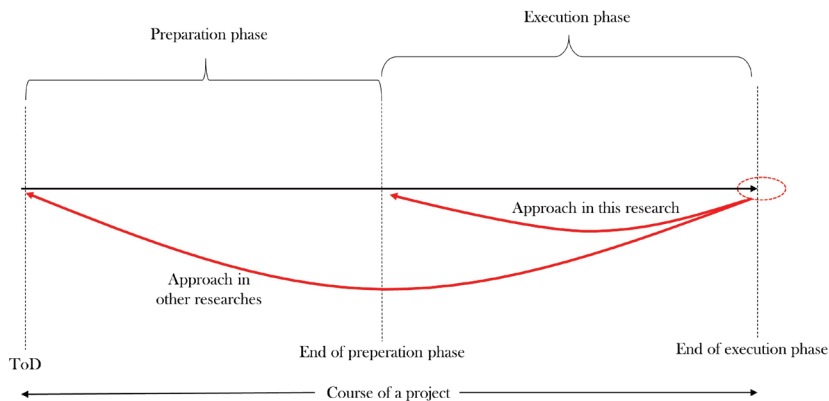 Execution phase
Preparation phase
Approach in this research
Approach in
other researches
End of preperation phase
End of execution phase
ToD
Course of a project